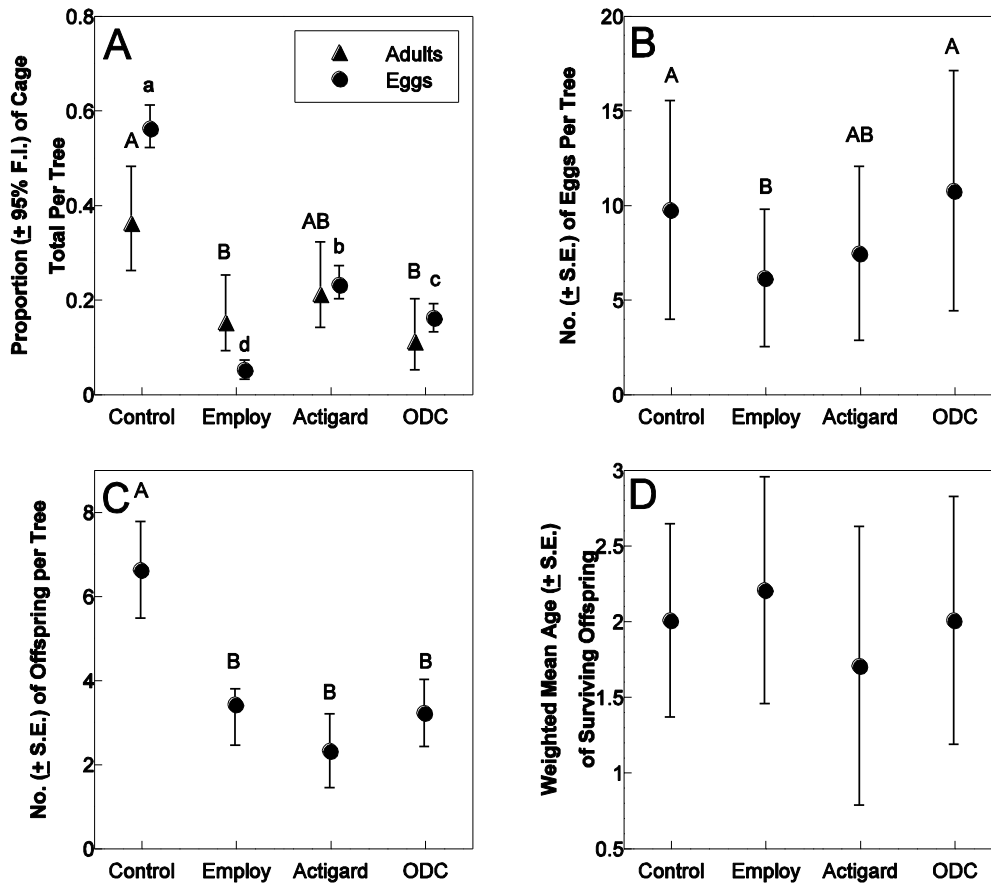 A
Proportion (± 95% F.I.) of Cage
Total Per Tree
0.8
0.6
0.4
0.2
0
Adults
Eggs
A
a
B
d
AB
b
B
c
Control
Employ
Actigard
ODC
B
No. (± S.E.) of Eggs Per Tree
20
15
10
5
0
A
B
AB
A
Control
Employ
Actigard
ODC
C
No. (± S.E.) of Offspring per Tree
8
6
4
2
0
A
B
B
B
Control
Employ
Actigard
ODC
D
Weighted Mean Age (± S.E.)
of Surviving Offspring
3
2.5
2
1.5
1
0.5
Control
Employ
Actigard
ODC